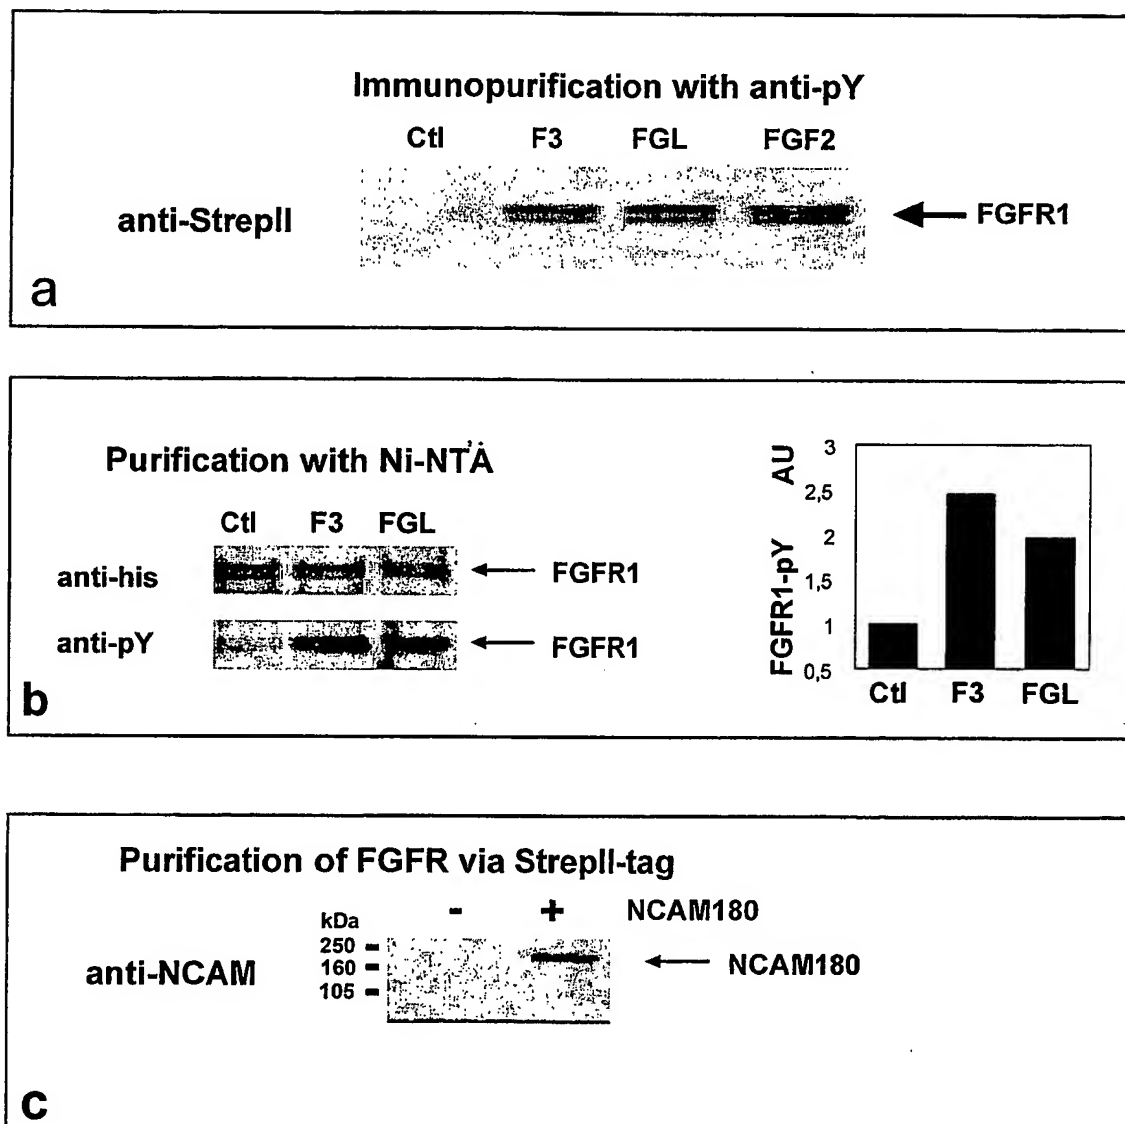 Immunopurification with anti-pY
Ctl F3 FGL FGF2
anti-StrepII
FGFR1
a
Purification with Ni-NTA
Ctl F3 FGL
anti-his
FGFR1
anti-pY
FGFR1
b
FGFR1-pY AU
3
2,5
2
1,5
1
0,5
Ctl F3 FGL
Purification of FGFR via StrepII-tag
- + NCAM180
kDa
250
160
105
anti-NCAM
NCAM180
c